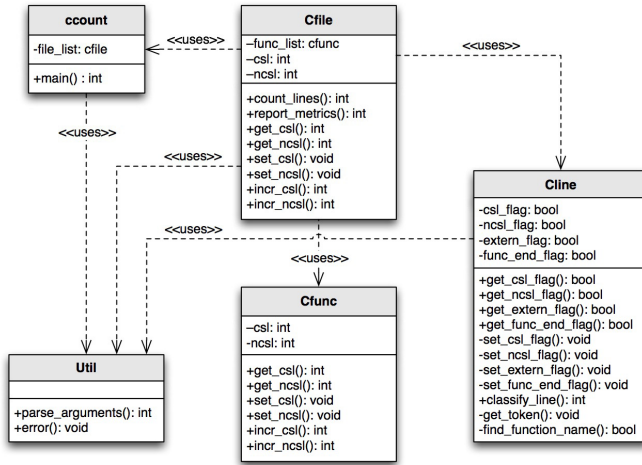 ccount
-file_list: cfile
+main() : int
<<uses>>
Cfile
–func_list: cfunc
–csl: int
–ncsl: int
+count_lines(): int
+report_metrics(): int
+get_csl(): int
+get_ncsl(): int
+set_csl(): void
+set_ncsl(): void
+incr_csl(): int
+incr_ncsl(): int
<<uses>>
<<uses>>
<<uses>>
<<uses>>
<<uses>>
Cline
-csl_flag: bool
-ncsl_flag: bool
-extern_flag: bool
-func_end_flag: bool
+get_csl_flag(): bool
+get_ncsl_flag(): bool
+get_extern_flag(): bool
+get_func_end_flag(): bool
-set_csl_flag(): void
-set_ncsl_flag(): void
-set_extern_flag(): void
-set_func_end_flag(): void
+classify_line(): int
-get_token(): void
-find_function_name(): bool
Cfunc
–csl: int
-ncsl: int
+get_csl(): int
+get_ncsl(): int
+set_csl(): void
+set_ncsl(): void
+incr_csl(): int
+incr_ncsl(): int
Util
+parse_arguments(): int
+error(): void